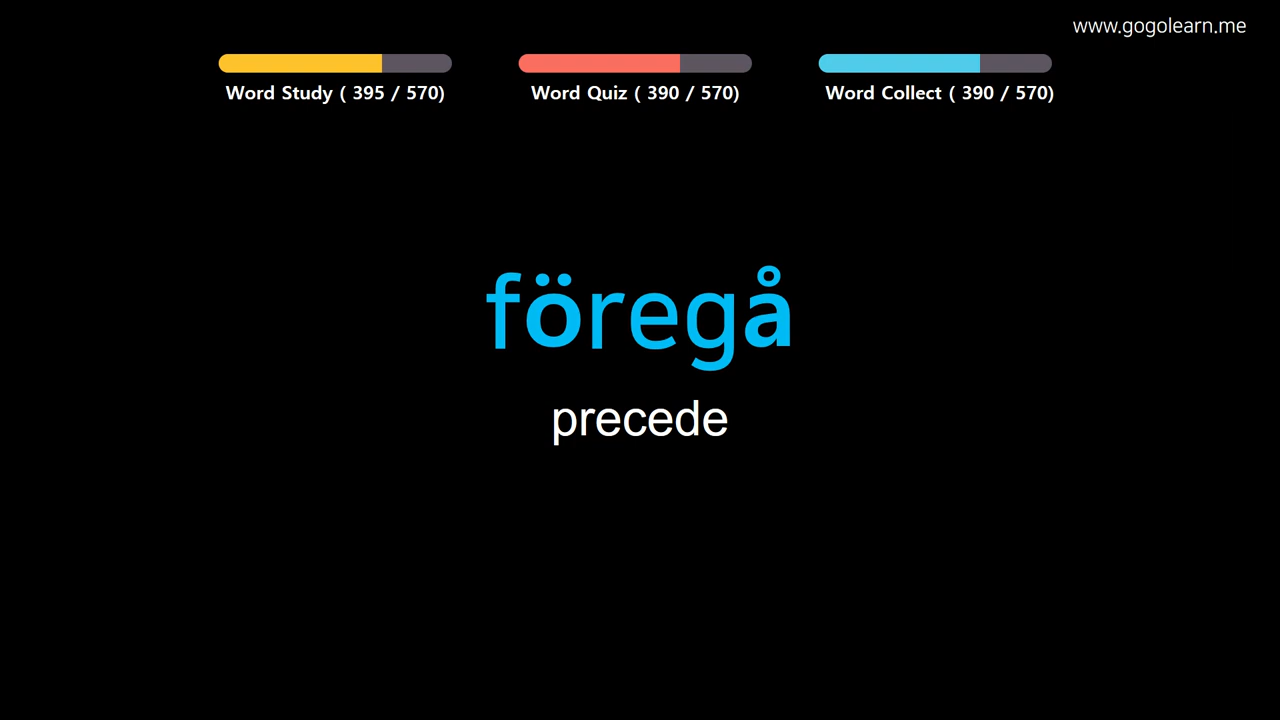 www.gogolearn.me
Word Study ( 395 / 570)
Word Quiz ( 390 / 570)
Word Collect ( 390 / 570)
föregå
precede